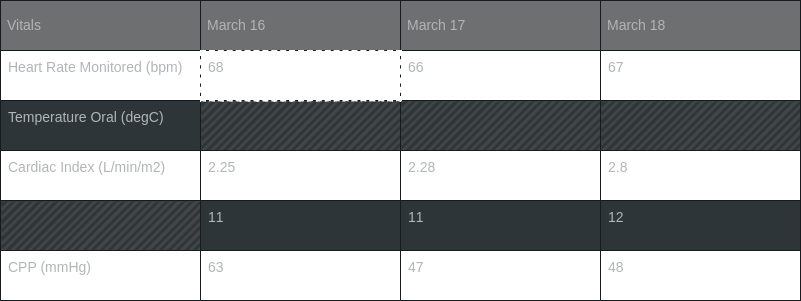 Vitals March 16 March 17 March 18
Heart Rate Monitored (bpm) 68 66 67
Temperature Oral (degC)
Cardiac Index (L/min/m2) 2.25 2.28 2.8
11 11 12
CPP (mmHg) 63 47 48